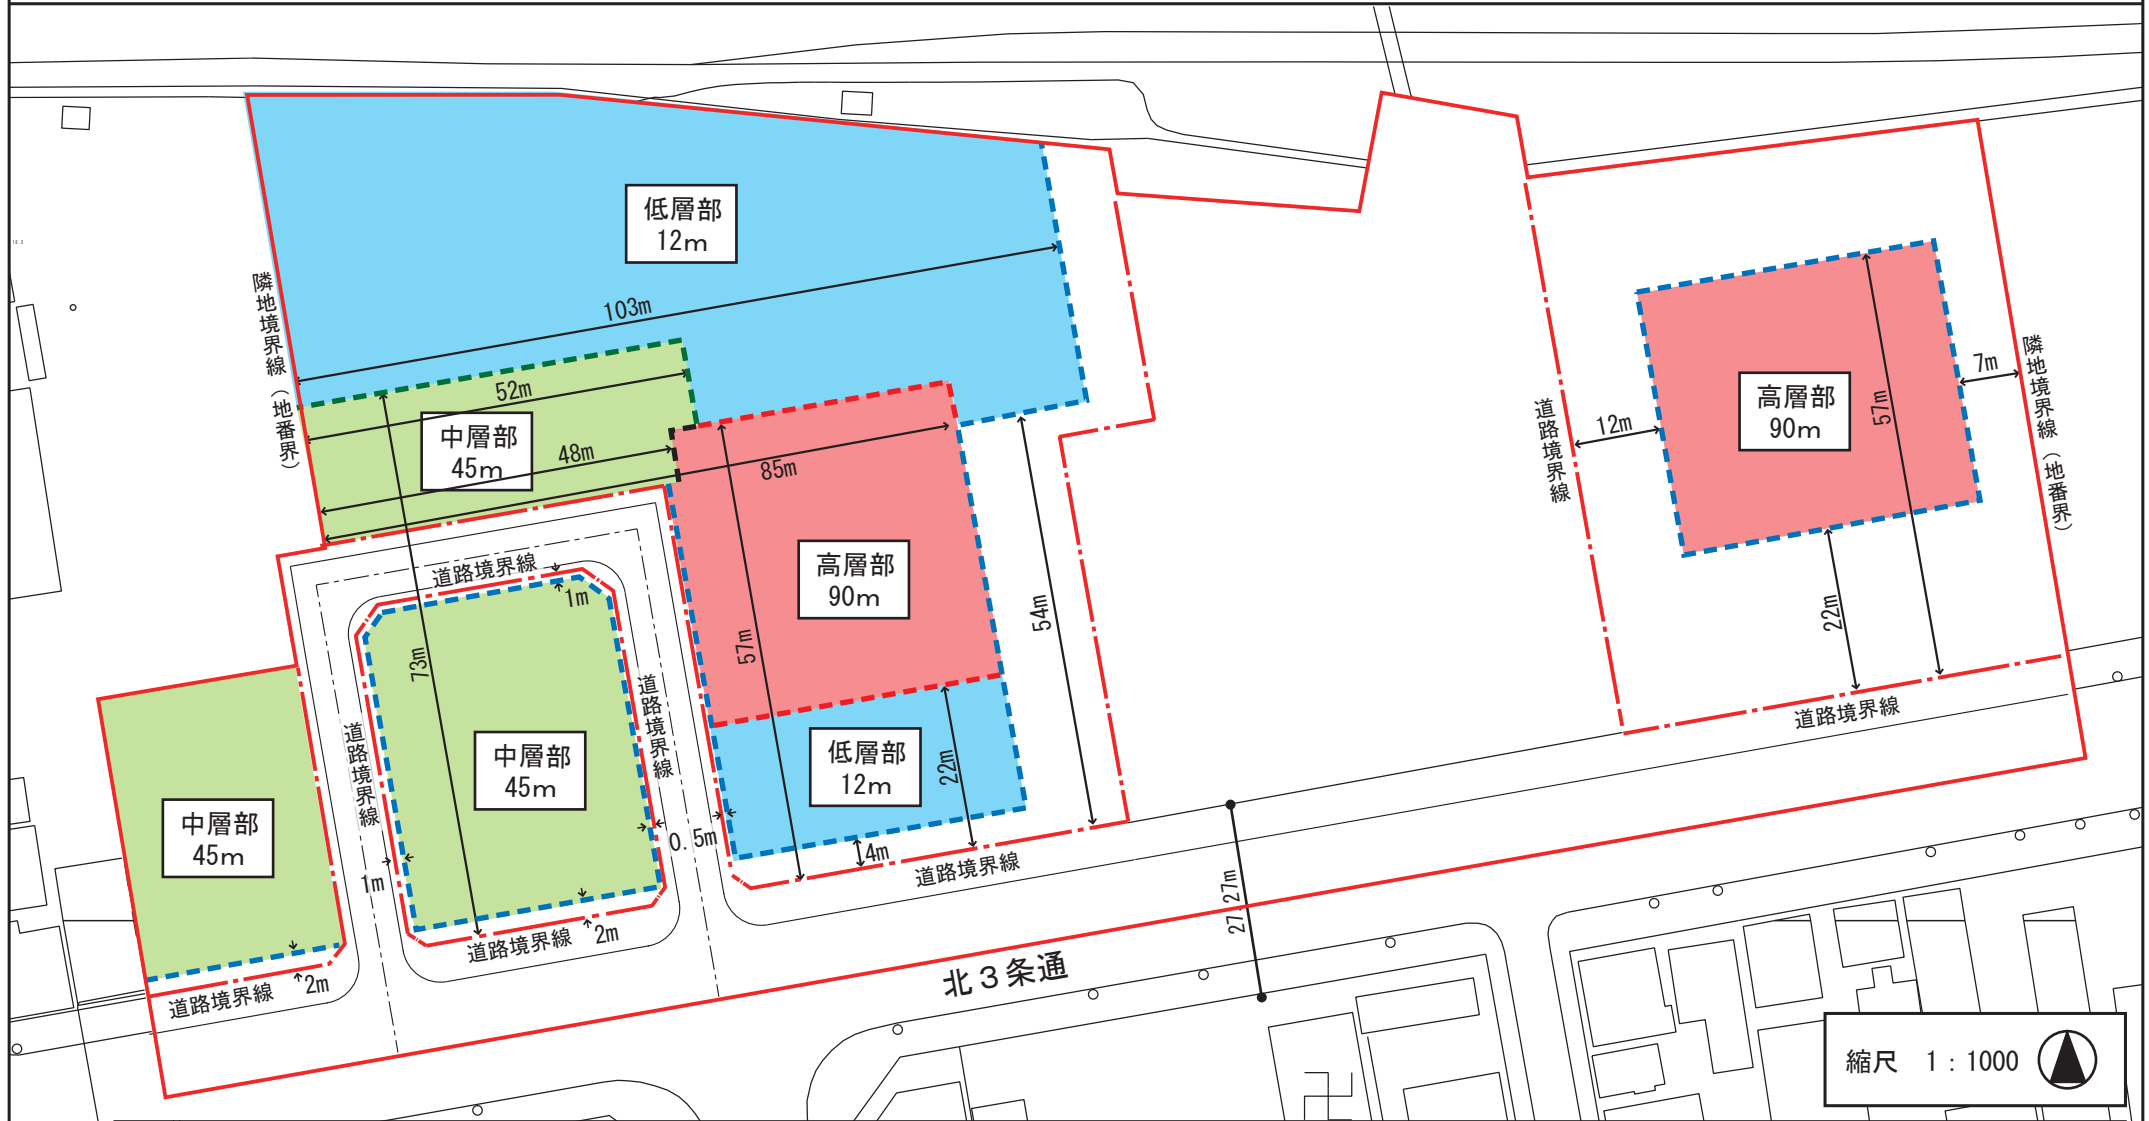 低層部
12m
103m
隣地境界線(地番界)
52m
中層部
45m
48m
85m
高層部
90m
57m
54m
73m
道路境界線
1m
中層部
45m
道路境界線
道路境界線
1m
0.5m
2m
道路境界線
低層部
12m
22m
4m
道路境界線
中層部
45m
2m
道路境界線
高層部
90m
57m
7m
12m
22m
道路境界線
隣地境界線(地番界)
道路境界線
27.27m
北3条通
縮尺 1:1000